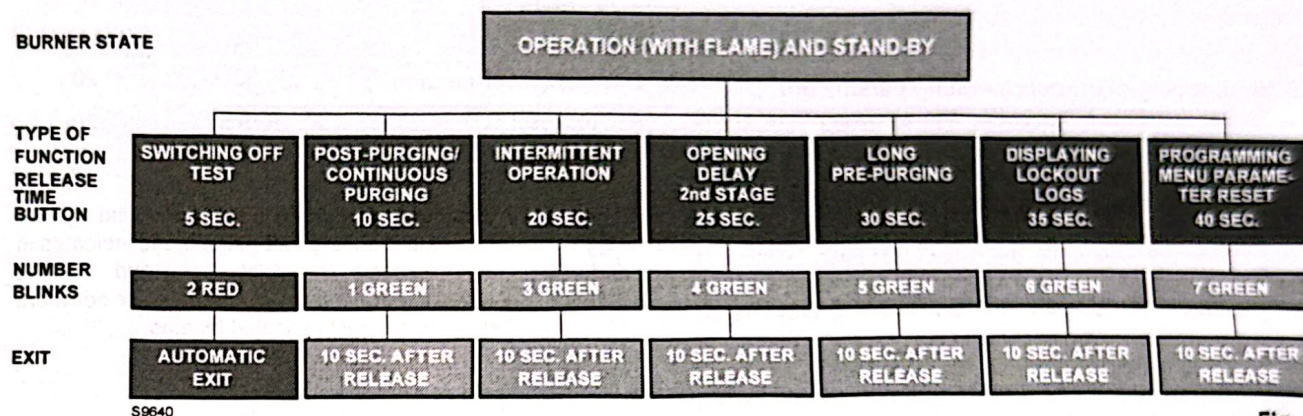 BURNER STATE
OPERATION (WITH FLAME) AND STAND-BY
TYPE OF
FUNCTION
RELEASE
TIME
BUTTON
SWITCHING OFF
TEST
5 SEC.
POST-PURGING/
CONTINUOUS
PURGING
10 SEC.
INTERMITTENT
OPERATION
20 SEC.
OPENING
DELAY
2nd STAGE
25 SEC.
LONG
PRE-PURGING
30 SEC.
DISPLAYING
LOCKOUT
LOGS
35 SEC.
PROGRAMMING
MENU PARAME-
TER RESET
40 SEC.
NUMBER
BLINKS
2 RED
1 GREEN
3 GREEN
4 GREEN
5 GREEN
6 GREEN
7 GREEN
EXIT
AUTOMATIC
EXIT
10 SEC. AFTER
RELEASE
10 SEC. AFTER
RELEASE
10 SEC. AFTER
RELEASE
10 SEC. AFTER
RELEASE
10 SEC. AFTER
RELEASE
10 SEC. AFTER
RELEASE
S9640